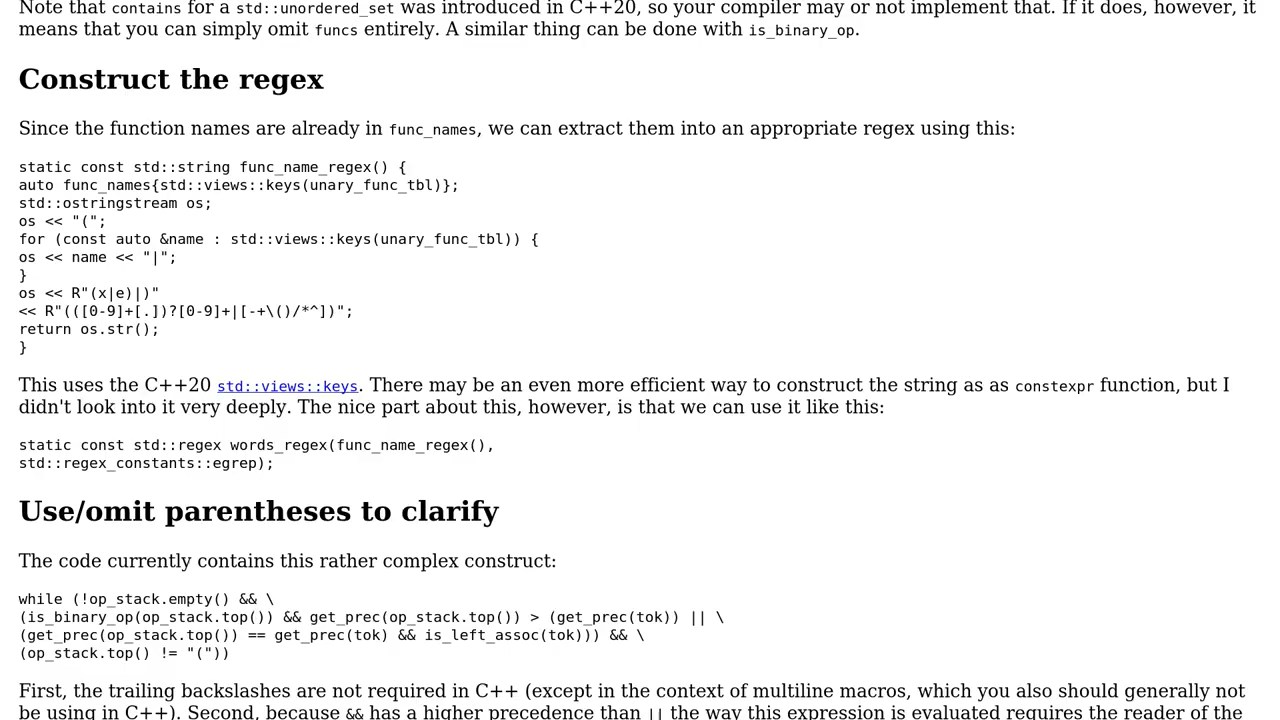 Note that contains for a std::unordered_set was introduced in C++20, so your compiler may or not implement that. If it does, however, it
means that you can simply omit funcs entirely. A similar thing can be done with is_binary_op.
Construct the regex
Since the function names are already in func_names, we can extract them into an appropriate regex using this:
static const std::string func_name_regex() {
auto func_names{std::views::keys(unary_func_tbl)};
std::ostringstream os;
os << "(";
for (const auto &name : std::views::keys(unary_func_tbl)) {
os << name << "|";
}
os << R"(x|e)|)"
<< R"(([0-9]+[.])?[0-9]+|[-+\()/*^])";
return os.str();
}
This uses the C++20 std::views::keys. There may be an even more efficient way to construct the string as as constexpr function, but I
didn't look into it very deeply. The nice part about this, however, is that we can use it like this:
static const std::regex words_regex(func_name_regex(),
std::regex_constants::egrep);
Use/omit parentheses to clarify
The code currently contains this rather complex construct:
while (!op_stack.empty() && \
(is_binary_op(op_stack.top()) && get_prec(op_stack.top()) > (get_prec(tok)) || \
(get_prec(op_stack.top()) == get_prec(tok) && is_left_assoc(tok))) && \
(op_stack.top() != "("))
First, the trailing backslashes are not required in C++ (except in the context of multiline macros, which you also should generally not
be using in C++). Second, because && has a higher precedence than || the way this expression is evaluated requires the reader of the